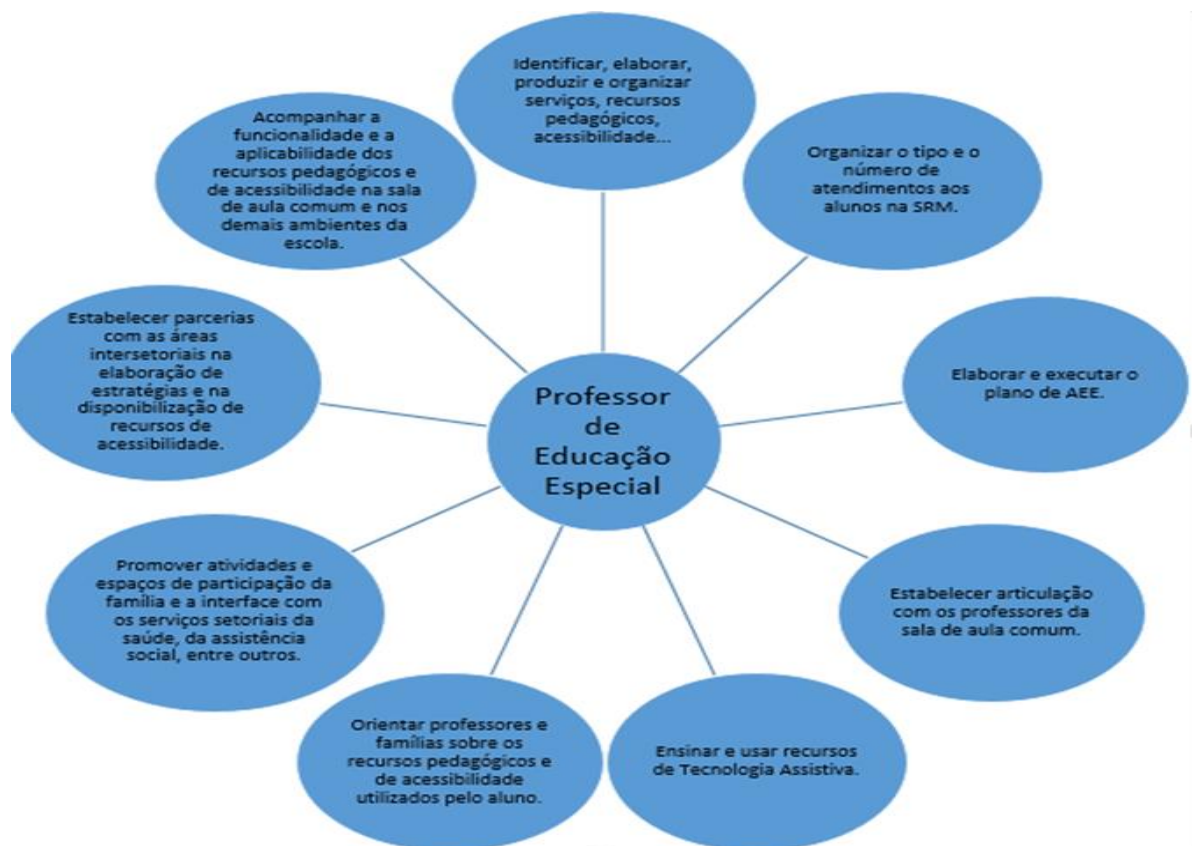 Identificar, elaborar,
produzir e organizar
serviços, recursos
pedagógicos,
acessibilidade...
Organizar o tipo e o
número de
atendimentos aos
alunos na SRM.
Elaborar e executar o
plano de AEE.
Estabelecer articulação
com os professores da
sala de aula comum.
Ensinar e usar recursos
de Tecnologia Assistiva.
Orientar professores e
famílias sobre os
recursos pedagógicos e
de acessibilidade
utilizados pelo aluno.
Promover atividades e
espaços de participação da
família e a interface com
os serviços setoriais da
saúde, da assistência
social, entre outros.
Estabelecer parcerias
com as áreas
intersetoriais na
elaboração de
estratégias e na
disponibilização de
recursos de
acessibilidade.
Acompanhar a
funcionalidade e a
aplicabilidade dos
recursos pedagógicos e
de acessibilidade na sala
de aula comum e nos
demais ambientes da
escola.
Professor
de
Educação
Especial